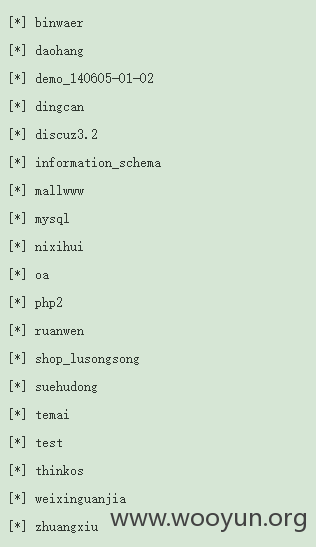 [*] binwaer
[*] daohang
[*] demo_140605-01-02
[*] dingcan
[*] discuz3.2
[*] information_schema
[*] mallwww
[*] mysql
[*] nixihui
[*] oa
[*] php2
[*] ruanwen
[*] shop_lusongsong
[*] suehudong
[*] temai
[*] test
[*] thinkos
[*] weixinguanjia
[*] zhuangxiu
www.wooyun.org